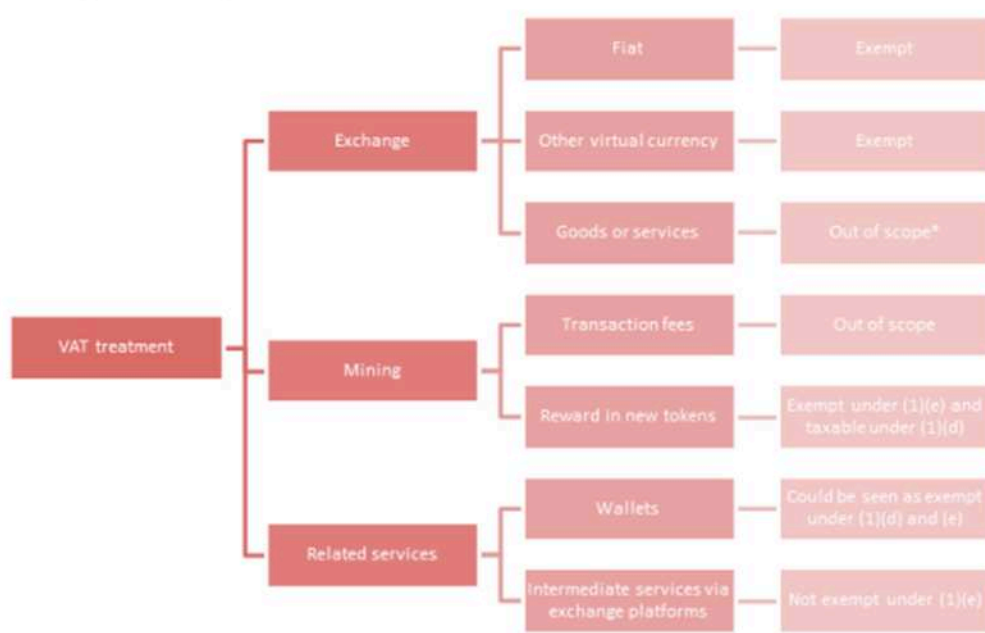 Fiat
Exempt
Exchange
Other virtual currency
Exempt
Goods or services
Out of scope*
VAT treatment
Transaction fees
Out of scope
Mining
Reward in new tokens
Exempt under (1)(e) and
taxable under (1)(d)
Wallets
Could be seen as exempt
under (1)(d) and (e)
Related services
Intermediate services via
exchange platforms
Not exempt under (1)(e)